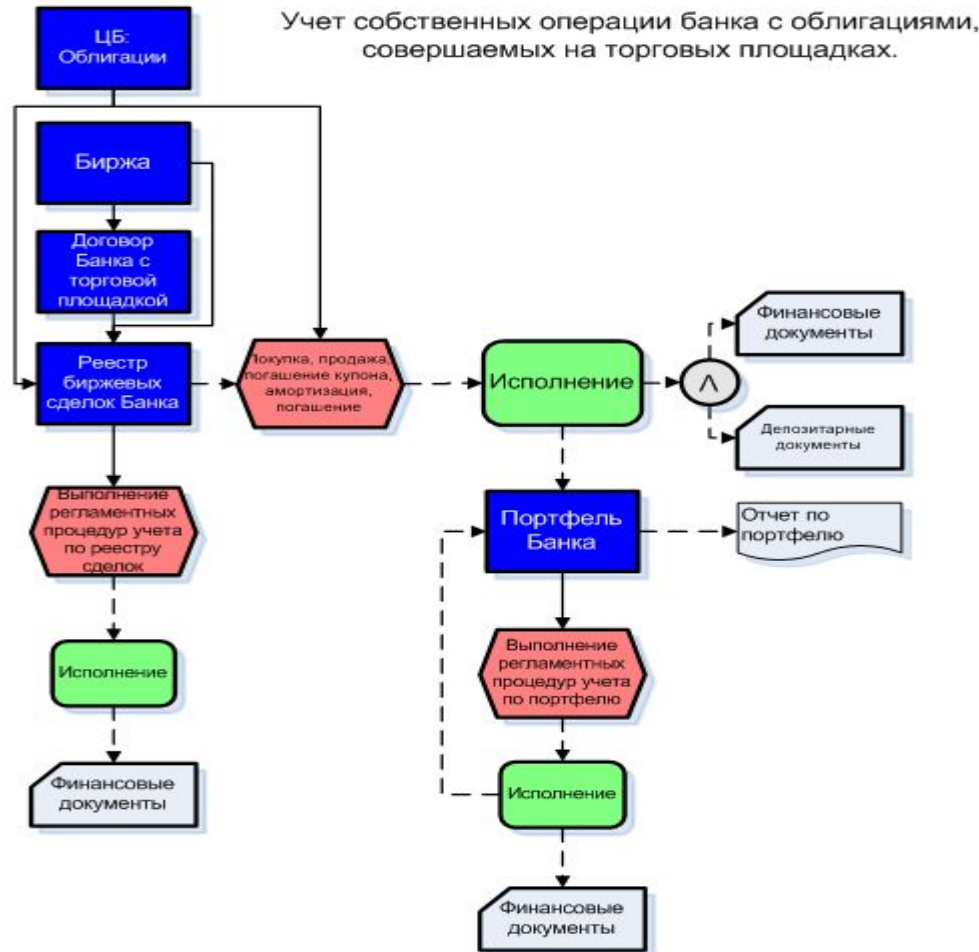 Учет собственных операции банка с облигациями,
совершаемых на торговых площадках.
ЦБ:
Облигации
Биржа
Договор
Банка с
торговой
площадкой
Реестр
биржевых
сделок Банка
Покупка, продажа,
погашение купона,
амортизация,
погашение
Исполнение
Λ
Финансовые
документы
Депозитарные
документы
Выполнение
регламентных
процедур учета
по реестру
сделок
Портфель
Банка
Отчет по
портфелю
Исполнение
Выполнение
регламентных
процедур учета
по портфелю
Финансовые
документы
Исполнение
Финансовые
документы